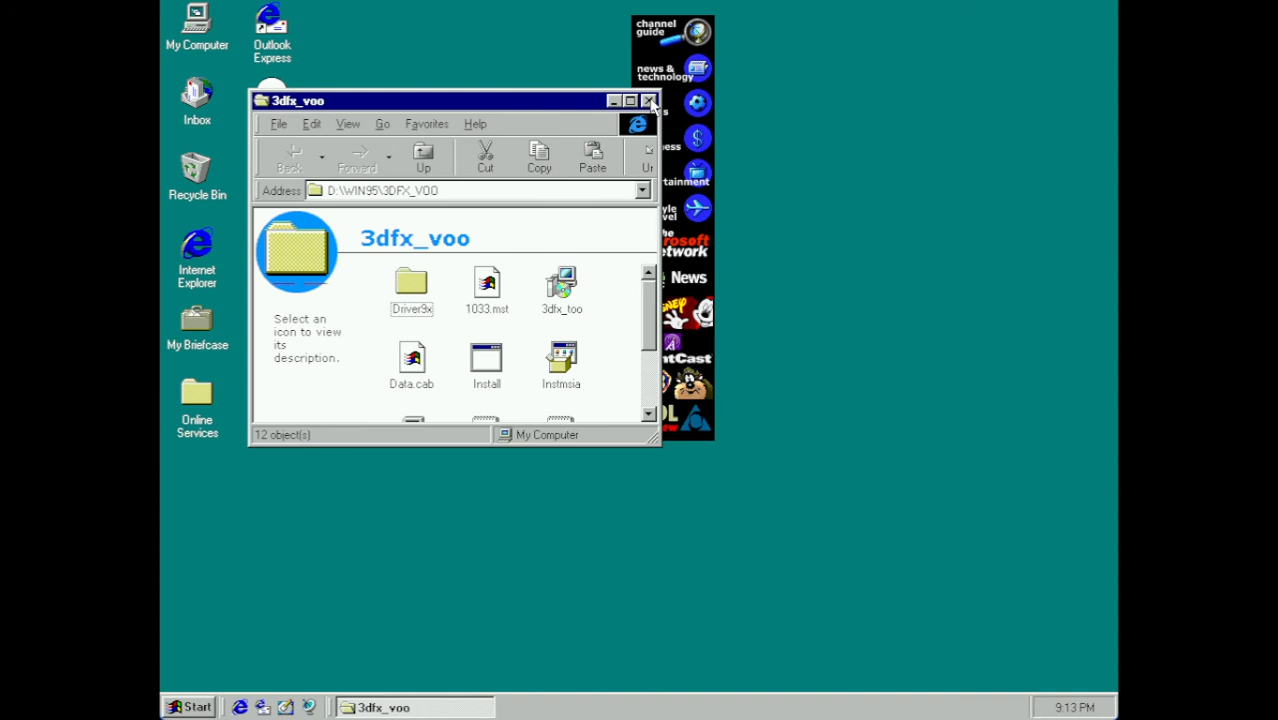 My Computer
Outlook
Express
Inbox
Recycle Bin
Internet
Explorer
My Briefcase
Online
Services
3dfx_voo
File Edit View Go Favorites Help
Back Forward Up Cut Copy Paste
Address D:\WIN95\3DFX_VOO
3dfx_voo
Select an
icon to view
its
description.
Driver9x
1033.mst
3dfx_too
Data.cab
Install
Instmsia
12 object(s)
My Computer
channel
guide
news &
technology
the
News
Start
3dfx_voo
9:13 PM